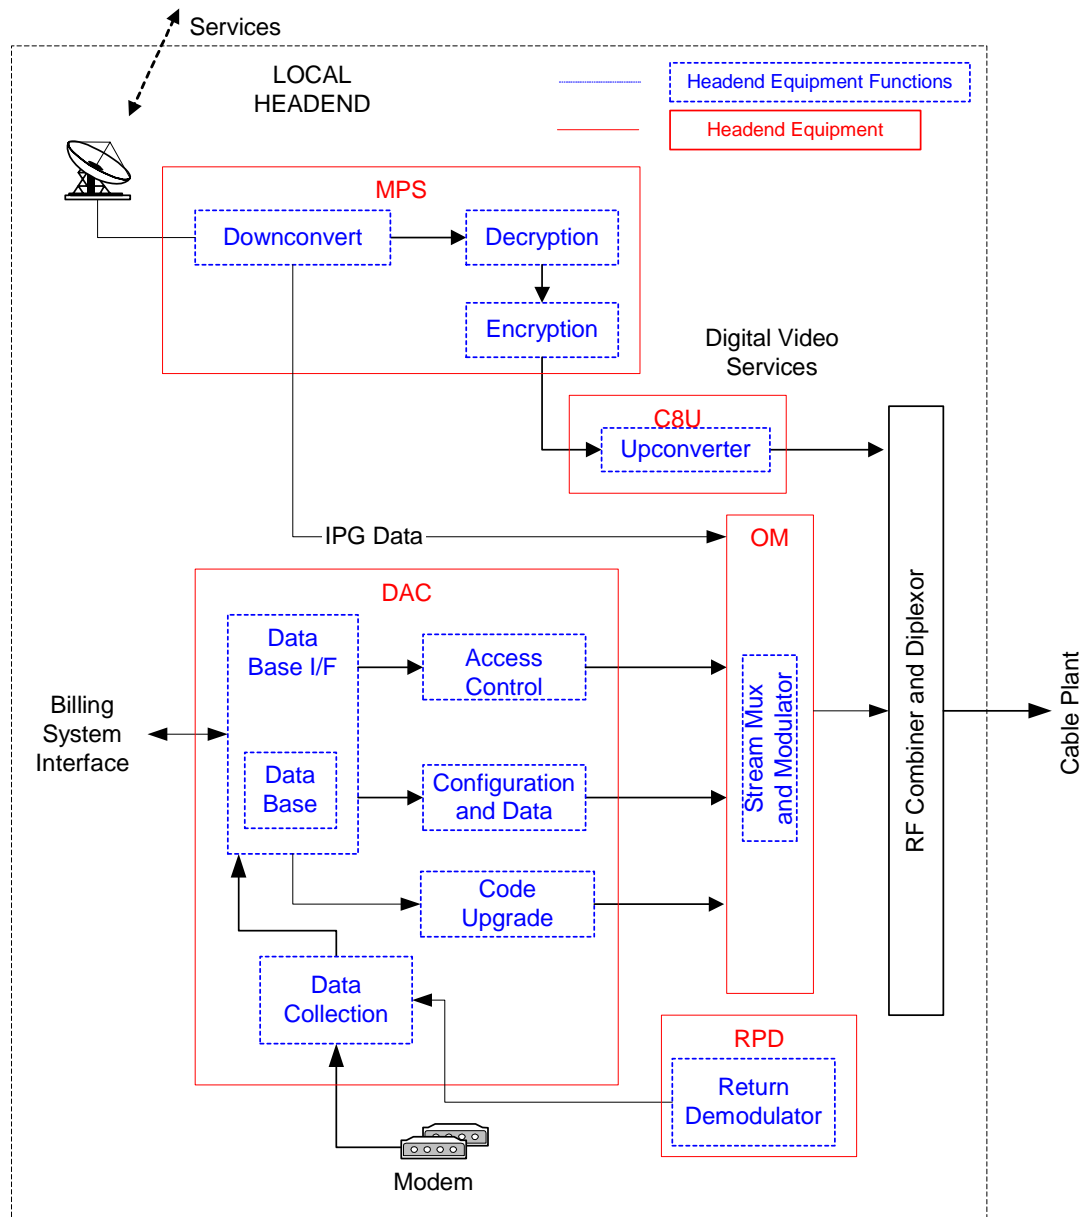 Services
LOCAL
HEADEND
Headend Equipment Functions
Headend Equipment
MPS
Downconvert
Decryption
Encryption
Digital Video
Services
C8U
Upconverter
IPG Data
OM
DAC
Data
Base I/F
Access
Control
Billing
System
Interface
Data
Base
Configuration
and Data
Stream Mux
and Modulator
RF Combiner and Diplexor
Cable Plant
Code
Upgrade
Data
Collection
RPD
Return
Demodulator
Modem